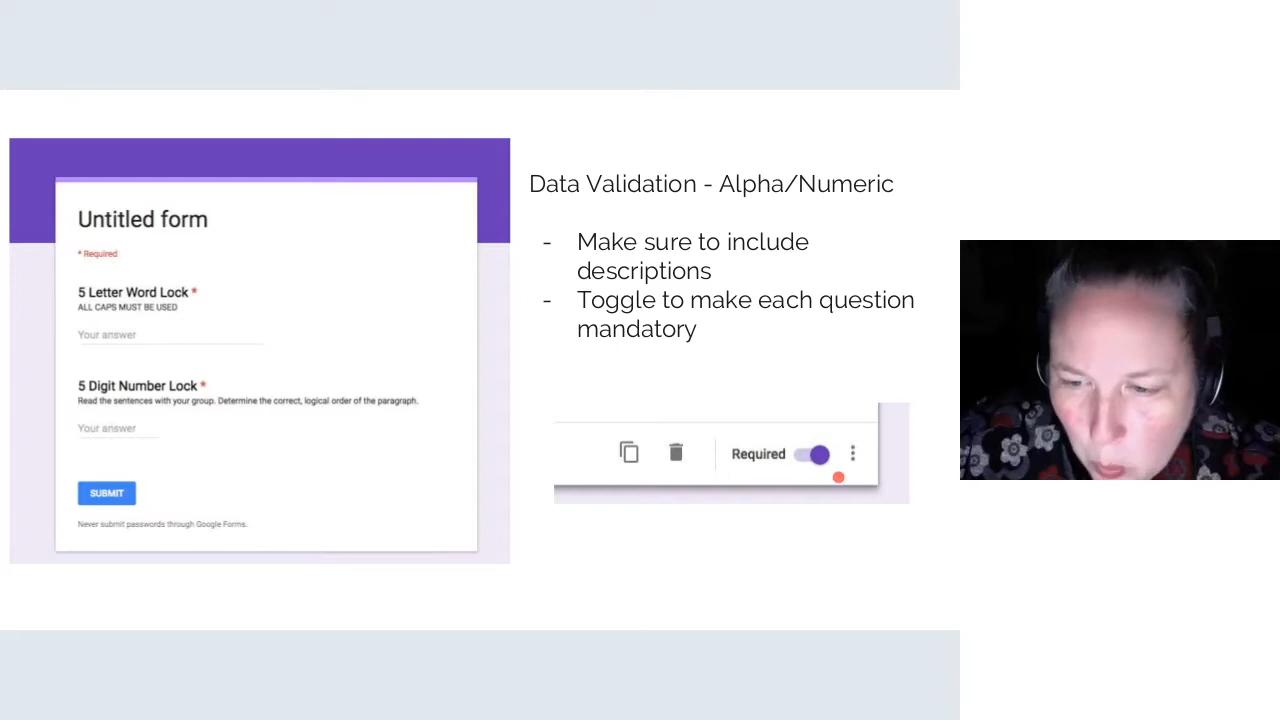 Untitled form
* Required
5 Letter Word Lock *
ALL CAPS MUST BE USED
Your answer
5 Digit Number Lock *
Read the sentences with your group. Determine the correct, logical order of the paragraph.
Your answer
SUBMIT
Never submit passwords through Google Forms.
Data Validation - Alpha/Numeric
- Make sure to include
descriptions
- Toggle to make each question
mandatory
Required